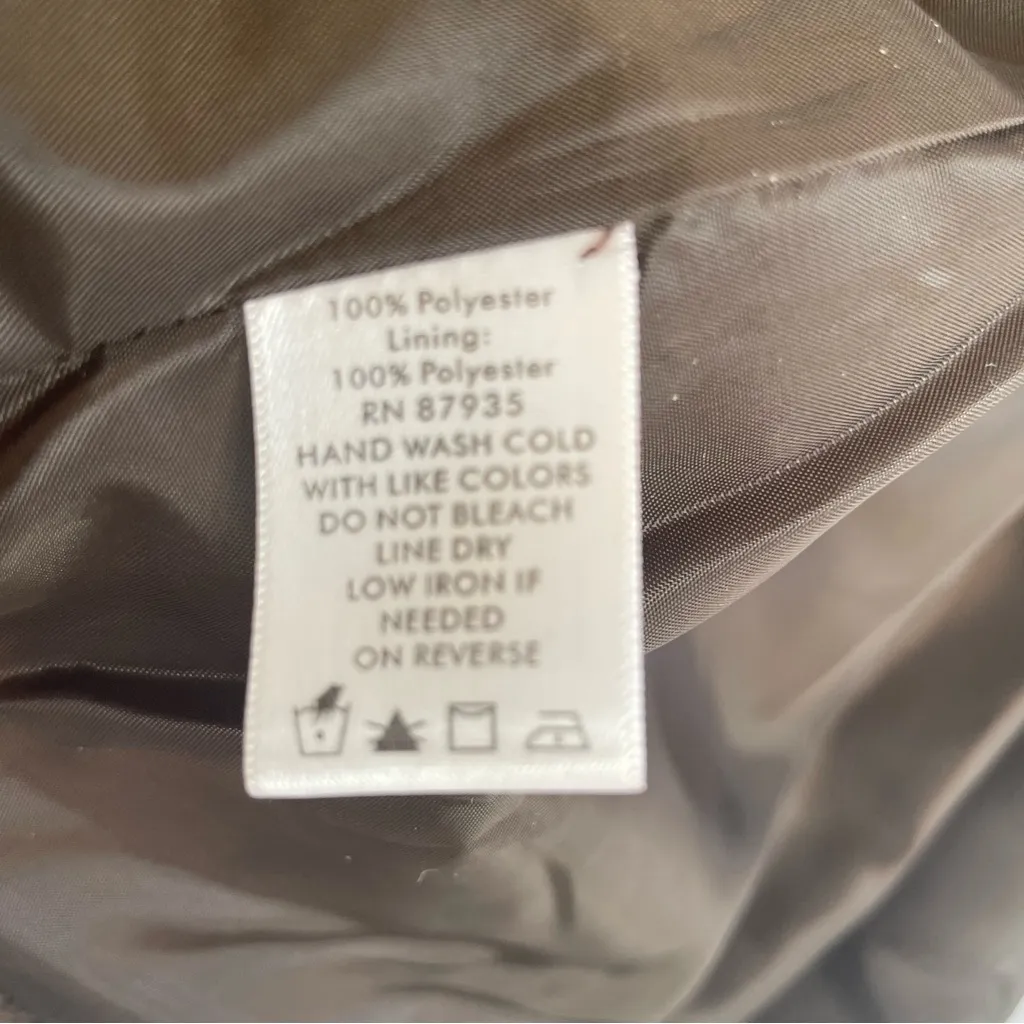 100% Polyester
Lining:
100% Polyester
RN 87935
HAND WASH COLD
WITH LIKE COLORS
DO NOT BLEACH
LINE DRY
LOW IRON IF
NEEDED
ON REVERSE